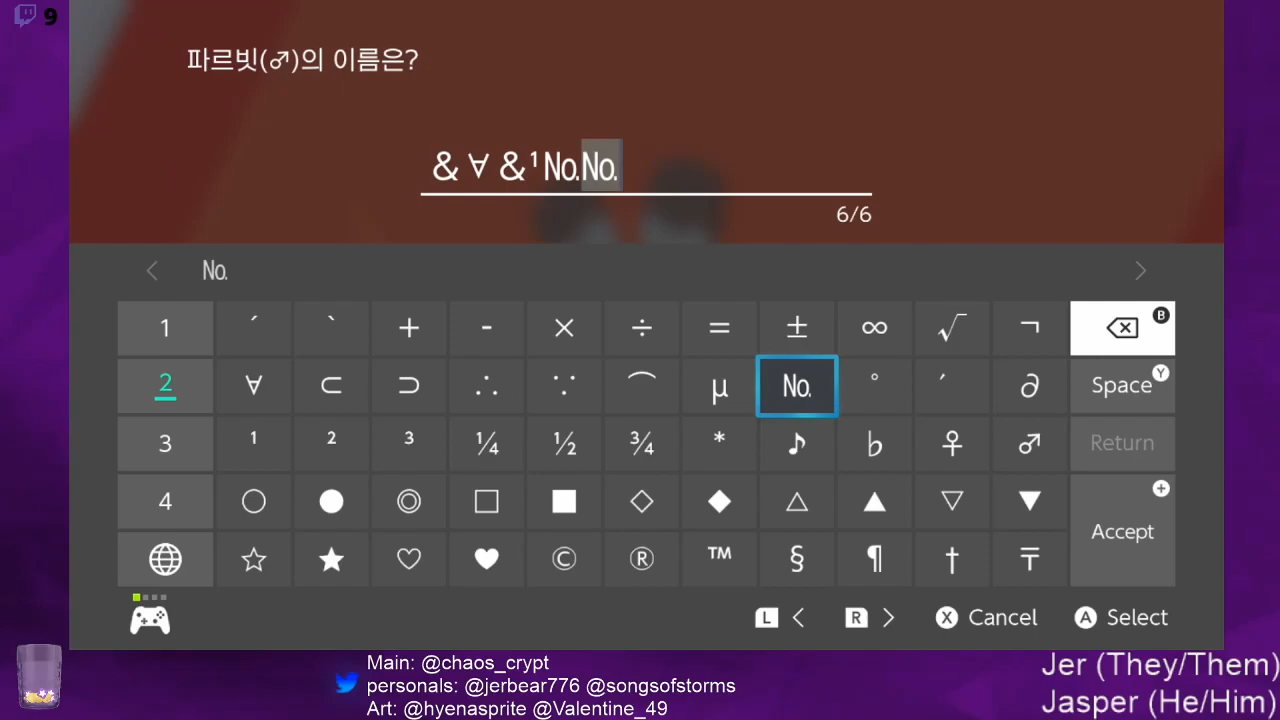 9
파르빗(♂)의 이름은?
&∀&¹№№
6/6
№
1 ´ ` + - × ÷ = ± ∞ √ ¬
2 ∀ ⊂ ⊃ ∴ ∵ ⌒ µ № ° ′ ∂ Space Y
3 ¹ ² ³ ¼ ½ ¾ * ♪ ♭ ♀ ♂ Return
4 ○ ● ◎ □ ■ ◇ ◆ △ ▲ ▽ ▼ Accept +
☆ ★ ♡ ♥ © ® ™ § ¶ † 〒
L < R > X Cancel A Select
Main: @chaos_crypt
personals: @jerbear776 @songsofstorms
Art: @hyenasprite @Valentine_49
Jer (They/Them)
Jasper (He/Him)